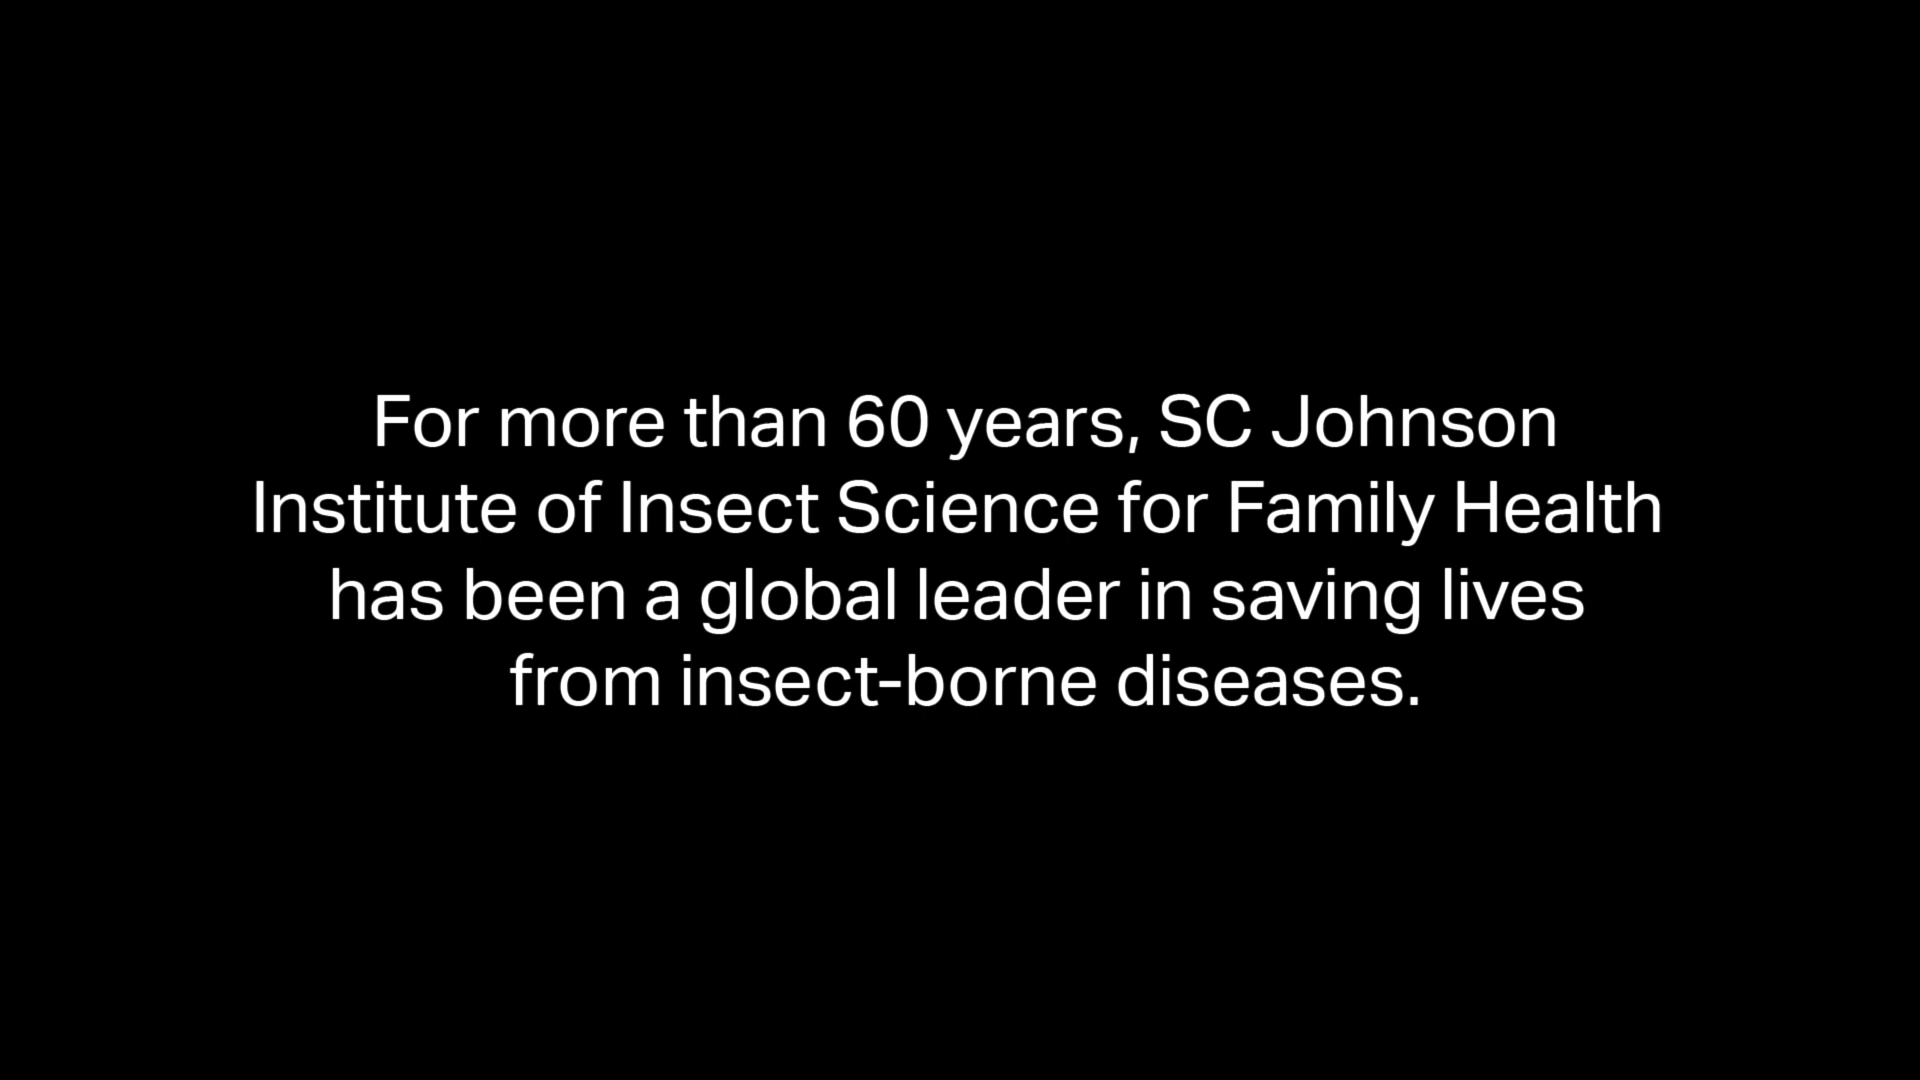 For more than 60 years, SC Johnson
Institute of Insect Science for Family Health
has been a global leader in saving lives
from insect-borne diseases.